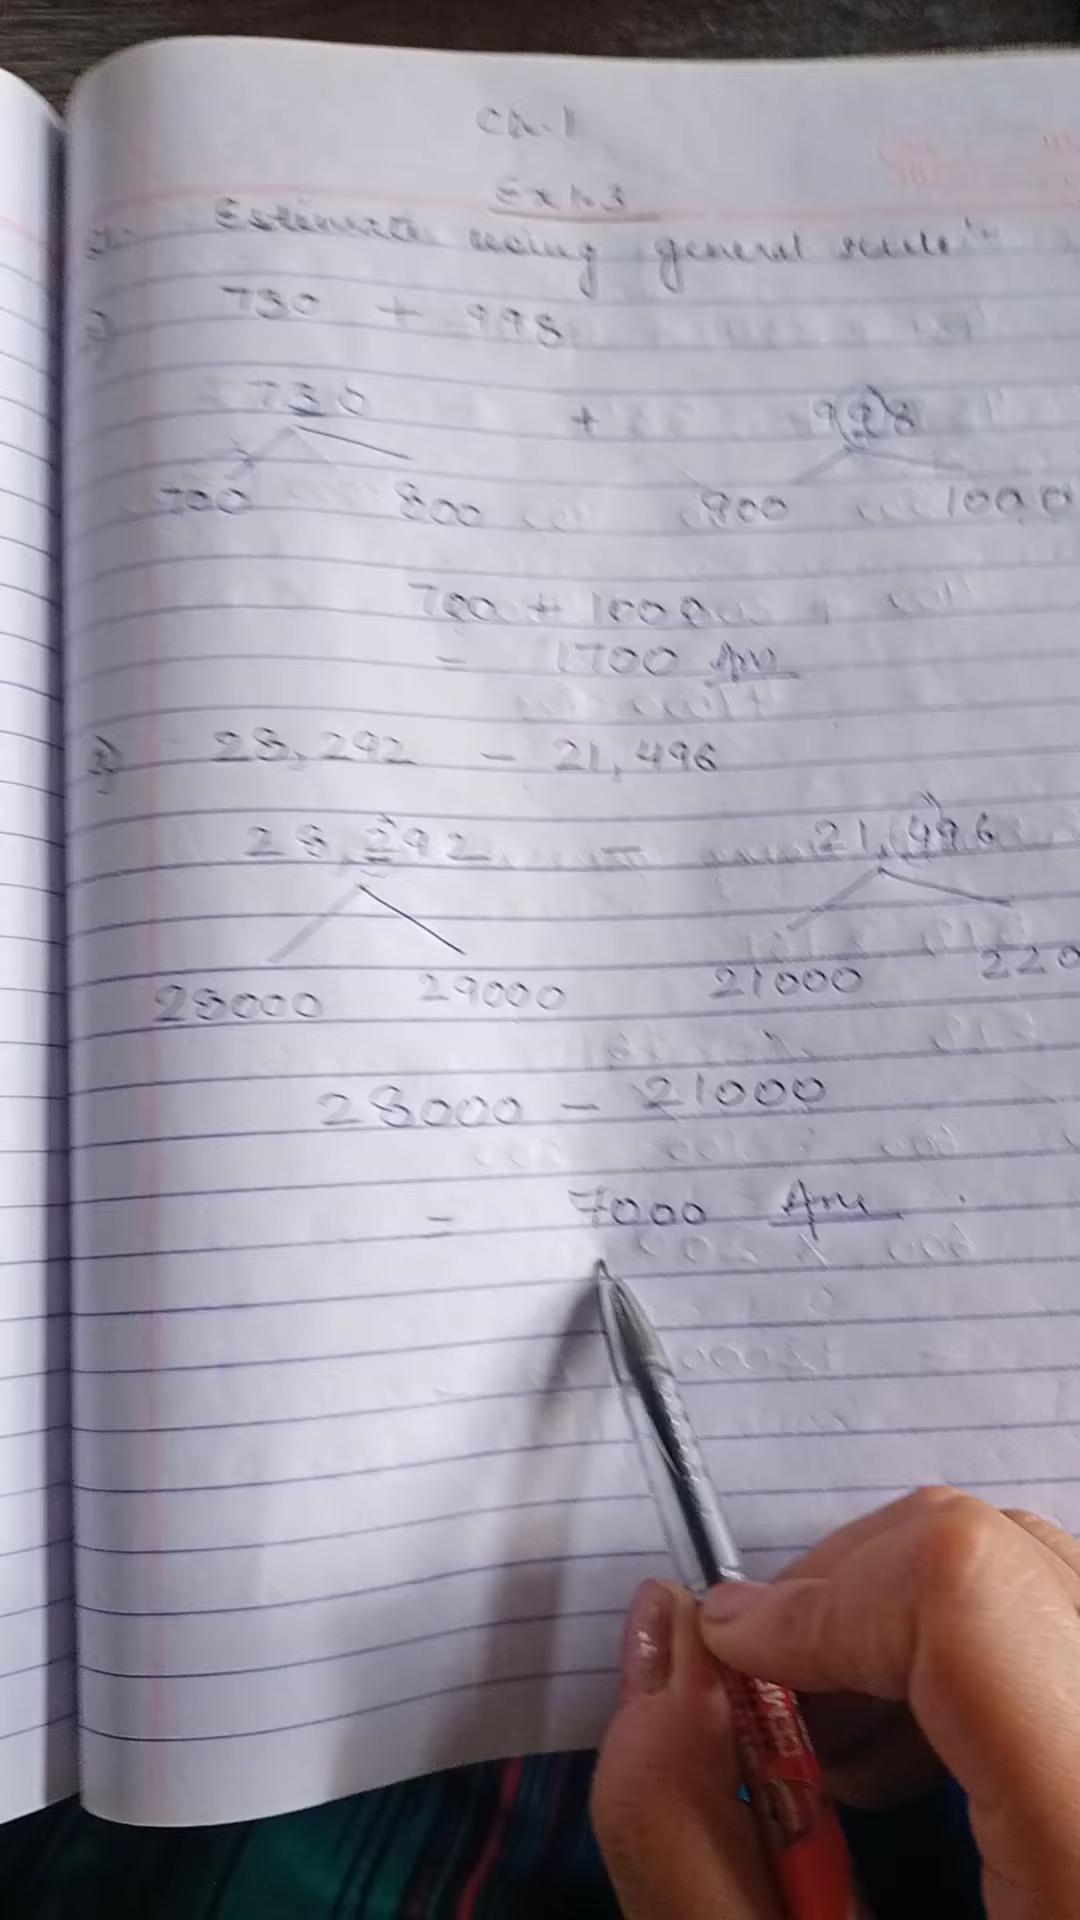 Ch-1
Ex 1.3
Estimate using general rule:-
730 + 998
730 + 998
700 800 900 1000
700 + 1000
= 1700 Ans
28,292 - 21,496
28,292 - 21,496
28000 29000 21000 220
28000 - 21000
= 7000 Ans